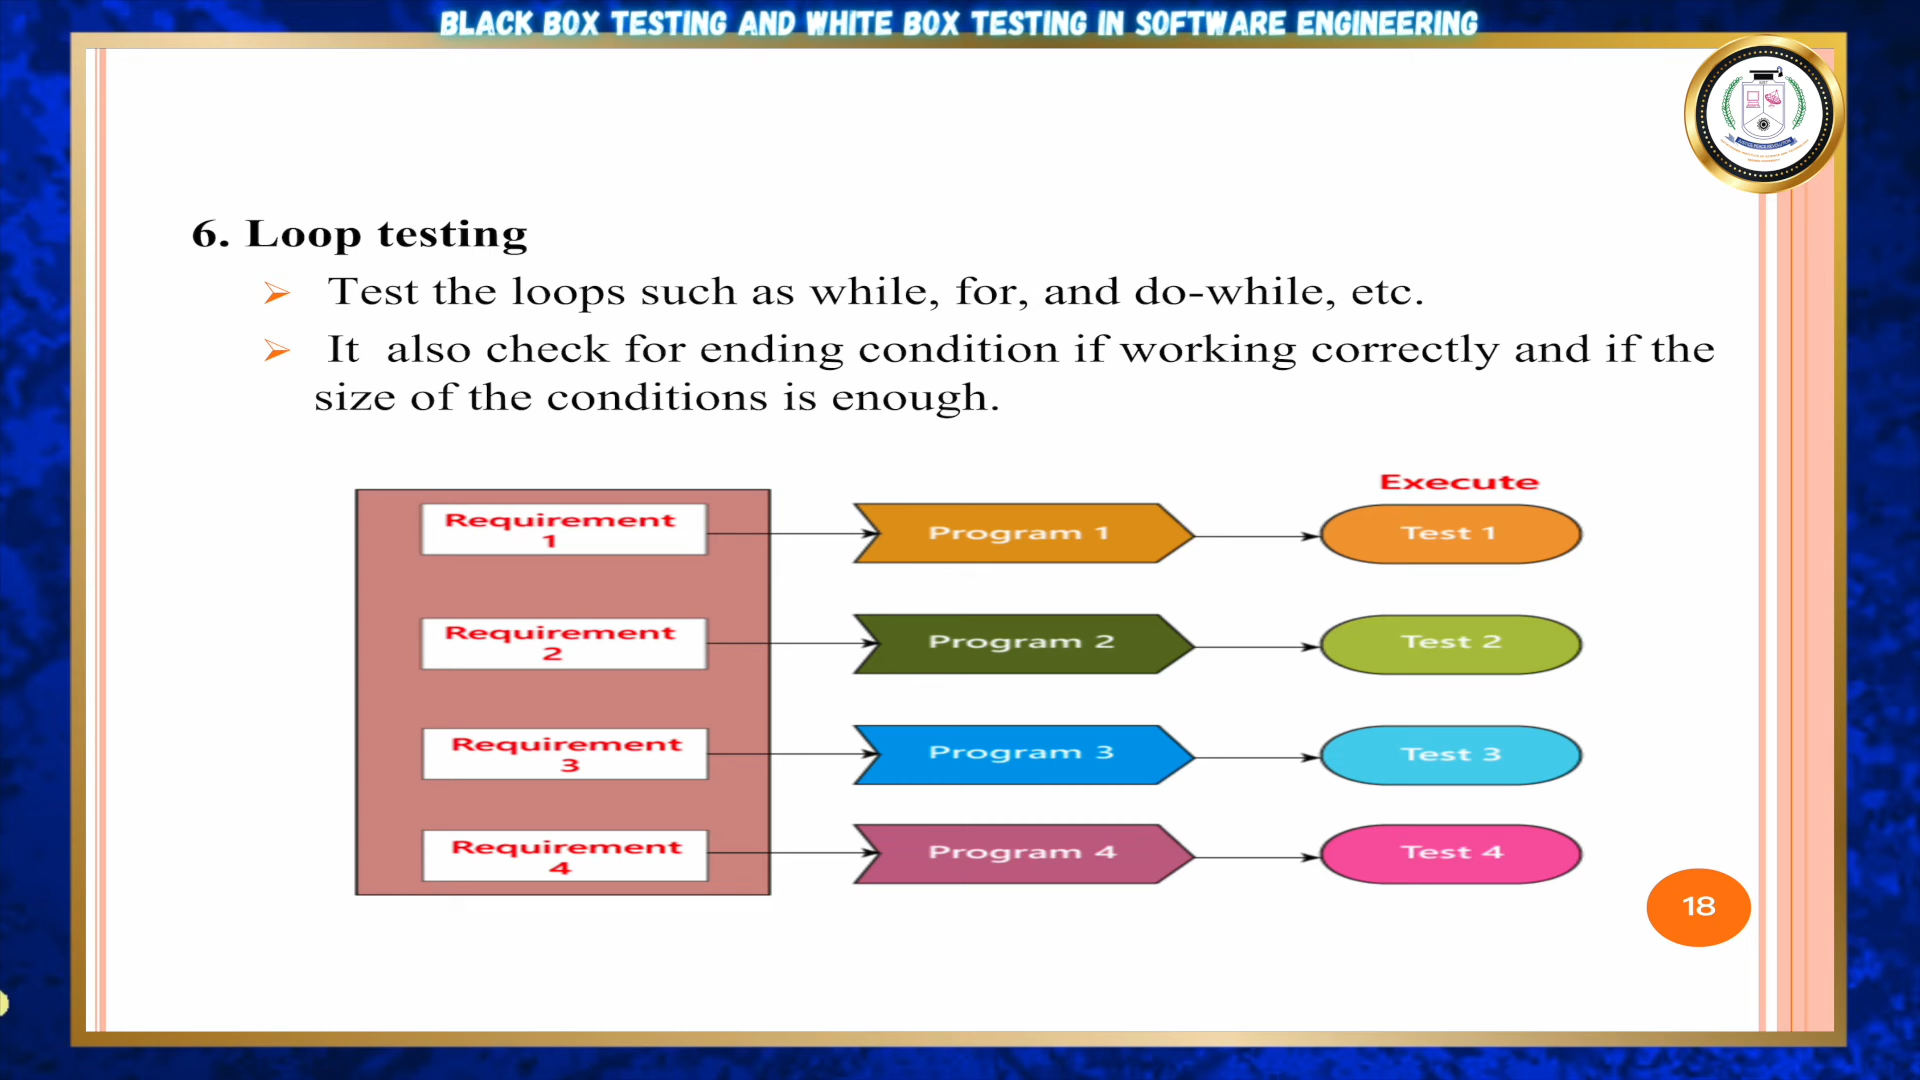 BLACK BOX TESTING AND WHITE BOX TESTING IN SOFTWARE ENGINEERING
6. Loop testing
➢ Test the loops such as while, for, and do-while, etc.
➢ It also check for ending condition if working correctly and if the
size of the conditions is enough.
Execute
Requirement
1
Program 1
Test 1
Requirement
2
Program 2
Test 2
Requirement
3
Program 3
Test 3
Requirement
4
Program 4
Test 4
18